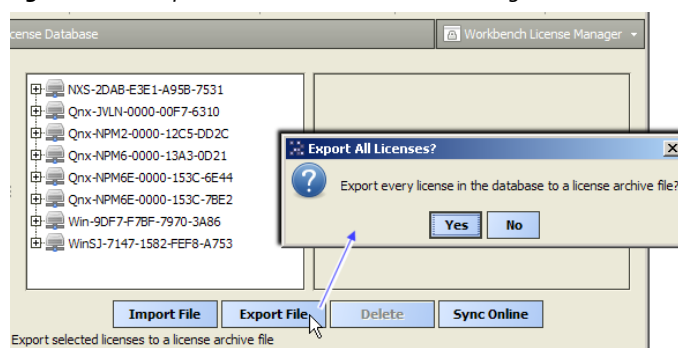 cense Database
Workbench License Manager
NXS-2DAB-E3E1-A95B-7531
Qnx-JVLN-0000-00F7-6310
Qnx-NPM2-0000-12C5-DD2C
Qnx-NPM6-0000-13A3-0D21
Qnx-NPM6E-0000-153C-6E44
Qnx-NPM6E-0000-153C-7BE2
Win-9DF7-F7BF-7970-3A86
WinSJ-7147-1582-FEF8-A753
Export All Licenses?
Export every license in the database to a license archive file?
Yes No
Import File Export File Delete Sync Online
Export selected licenses to a license archive file